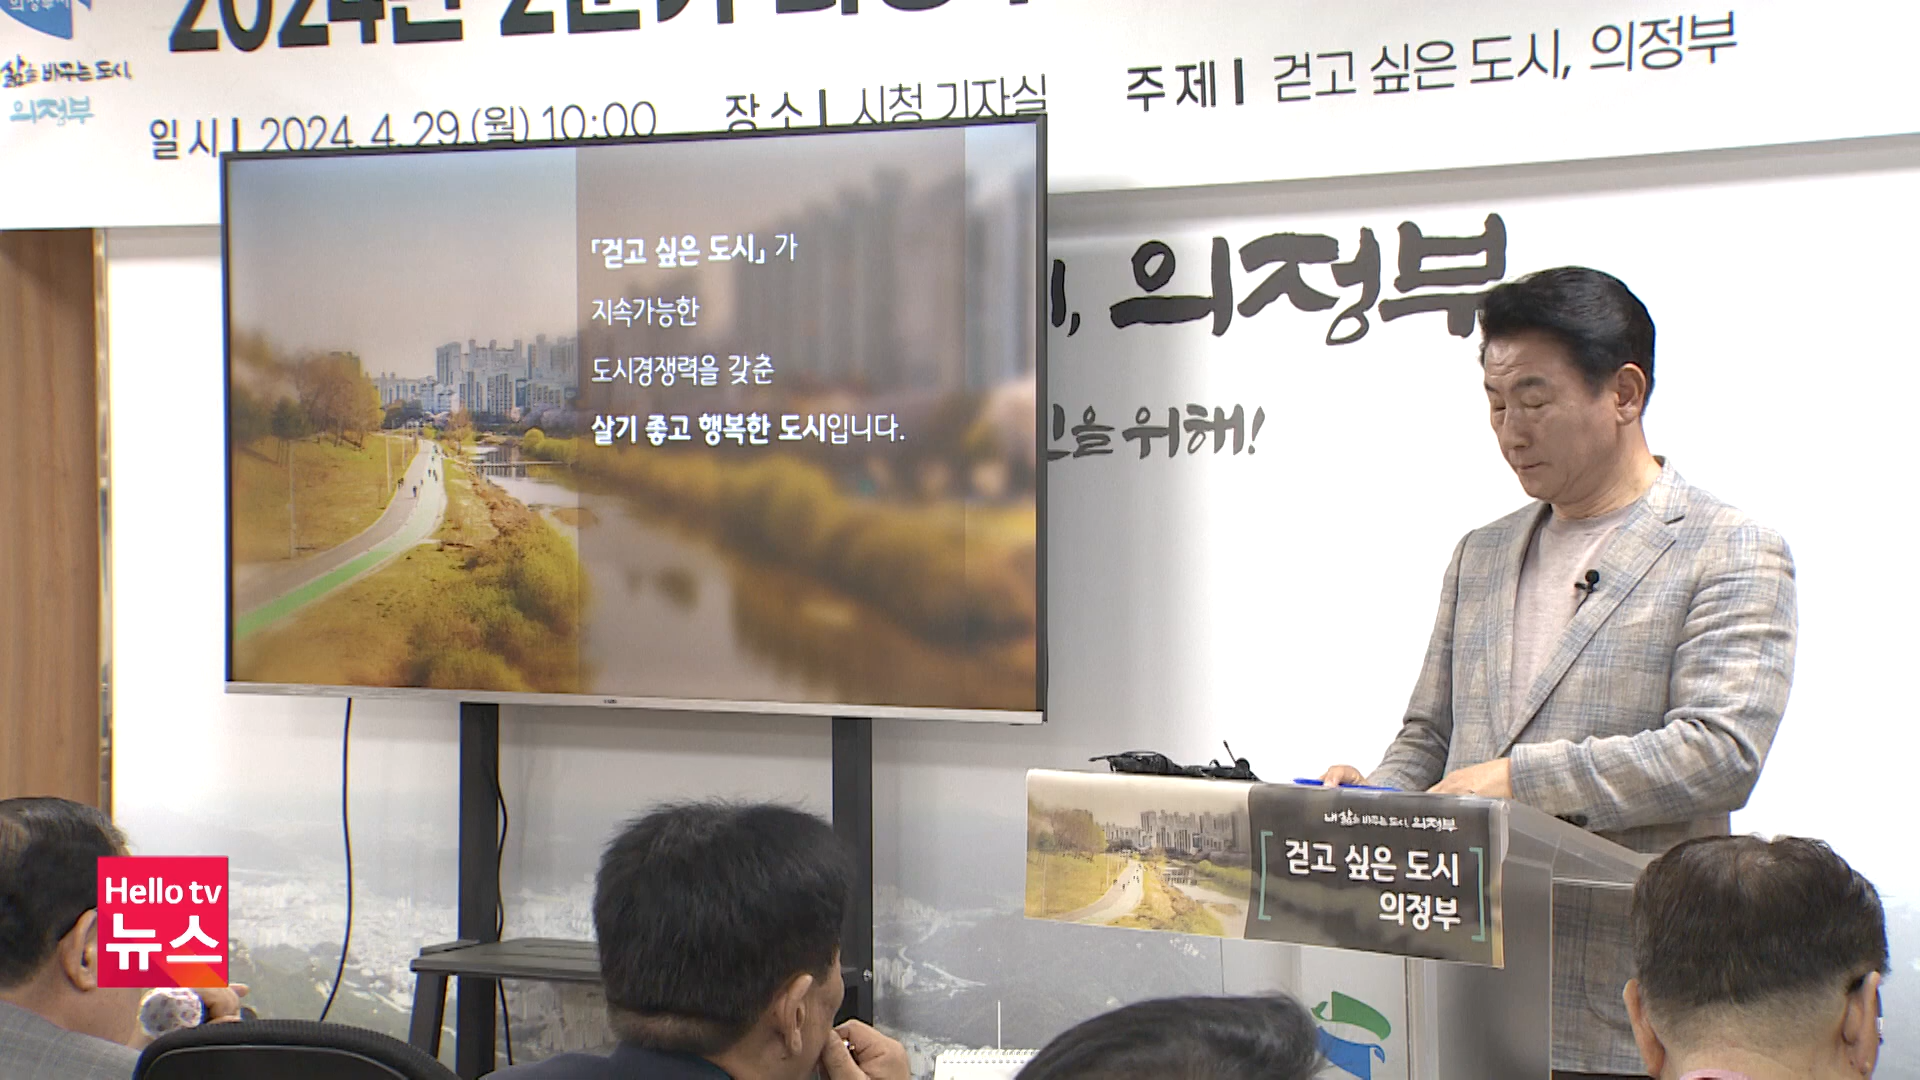 의정부시
삶을 바꾸는 도시,
의정부
2024년 2분기
일 시 | 2024. 4. 29.(월) 10:00
장 소 | 시청 기자실
주 제 | 걷고 싶은 도시, 의정부
「걷고 싶은 도시」가
지속가능한
도시경쟁력을 갖춘
살기 좋고 행복한 도시입니다.
, 의정부
을 위해!
내 삶을 바꾸는 도시, 의정부
걷고 싶은 도시
의정부
Hello tv
뉴스